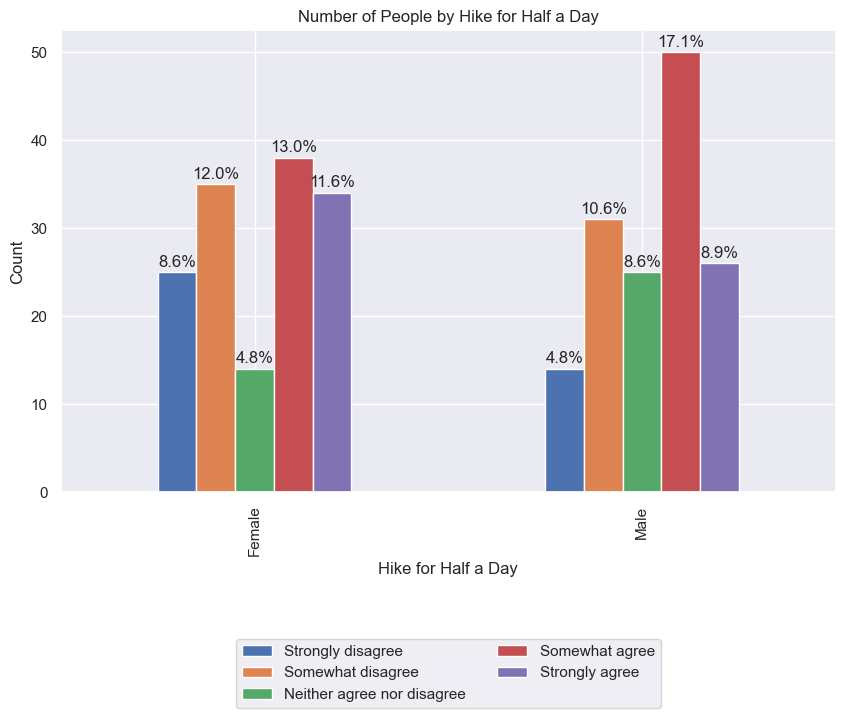 Number of People by Hike for Half a Day
50
40
30
20
10
0
Count
8.6%
12.0%
4.8%
13.0%
11.6%
4.8%
10.6%
8.6%
17.1%
8.9%
Female
Male
Hike for Half a Day
Strongly disagree
Somewhat disagree
Neither agree nor disagree
Somewhat agree
Strongly agree